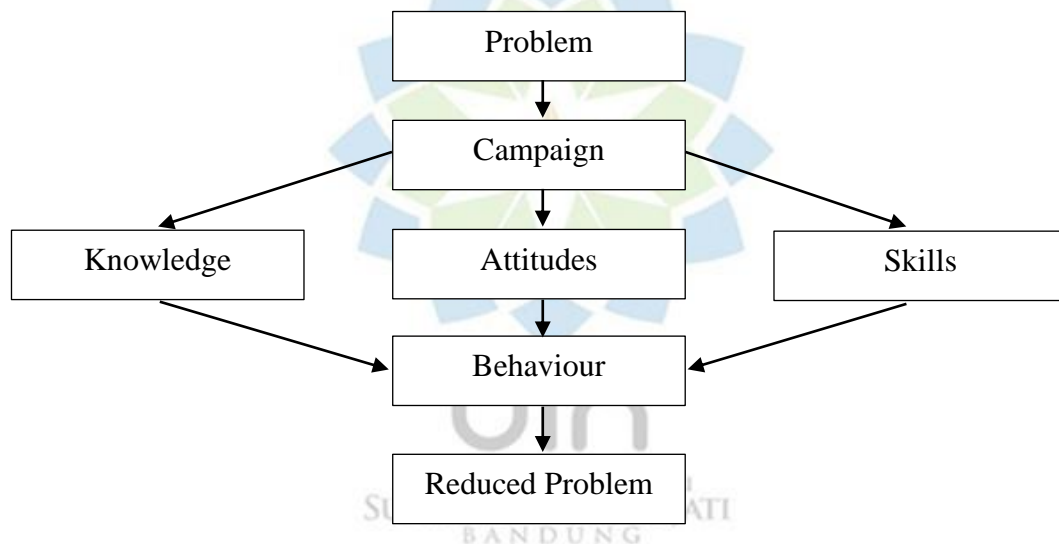 Problem
Campaign
Knowledge
Attitudes
Skills
Behaviour
Reduced Problem
BANDUNG